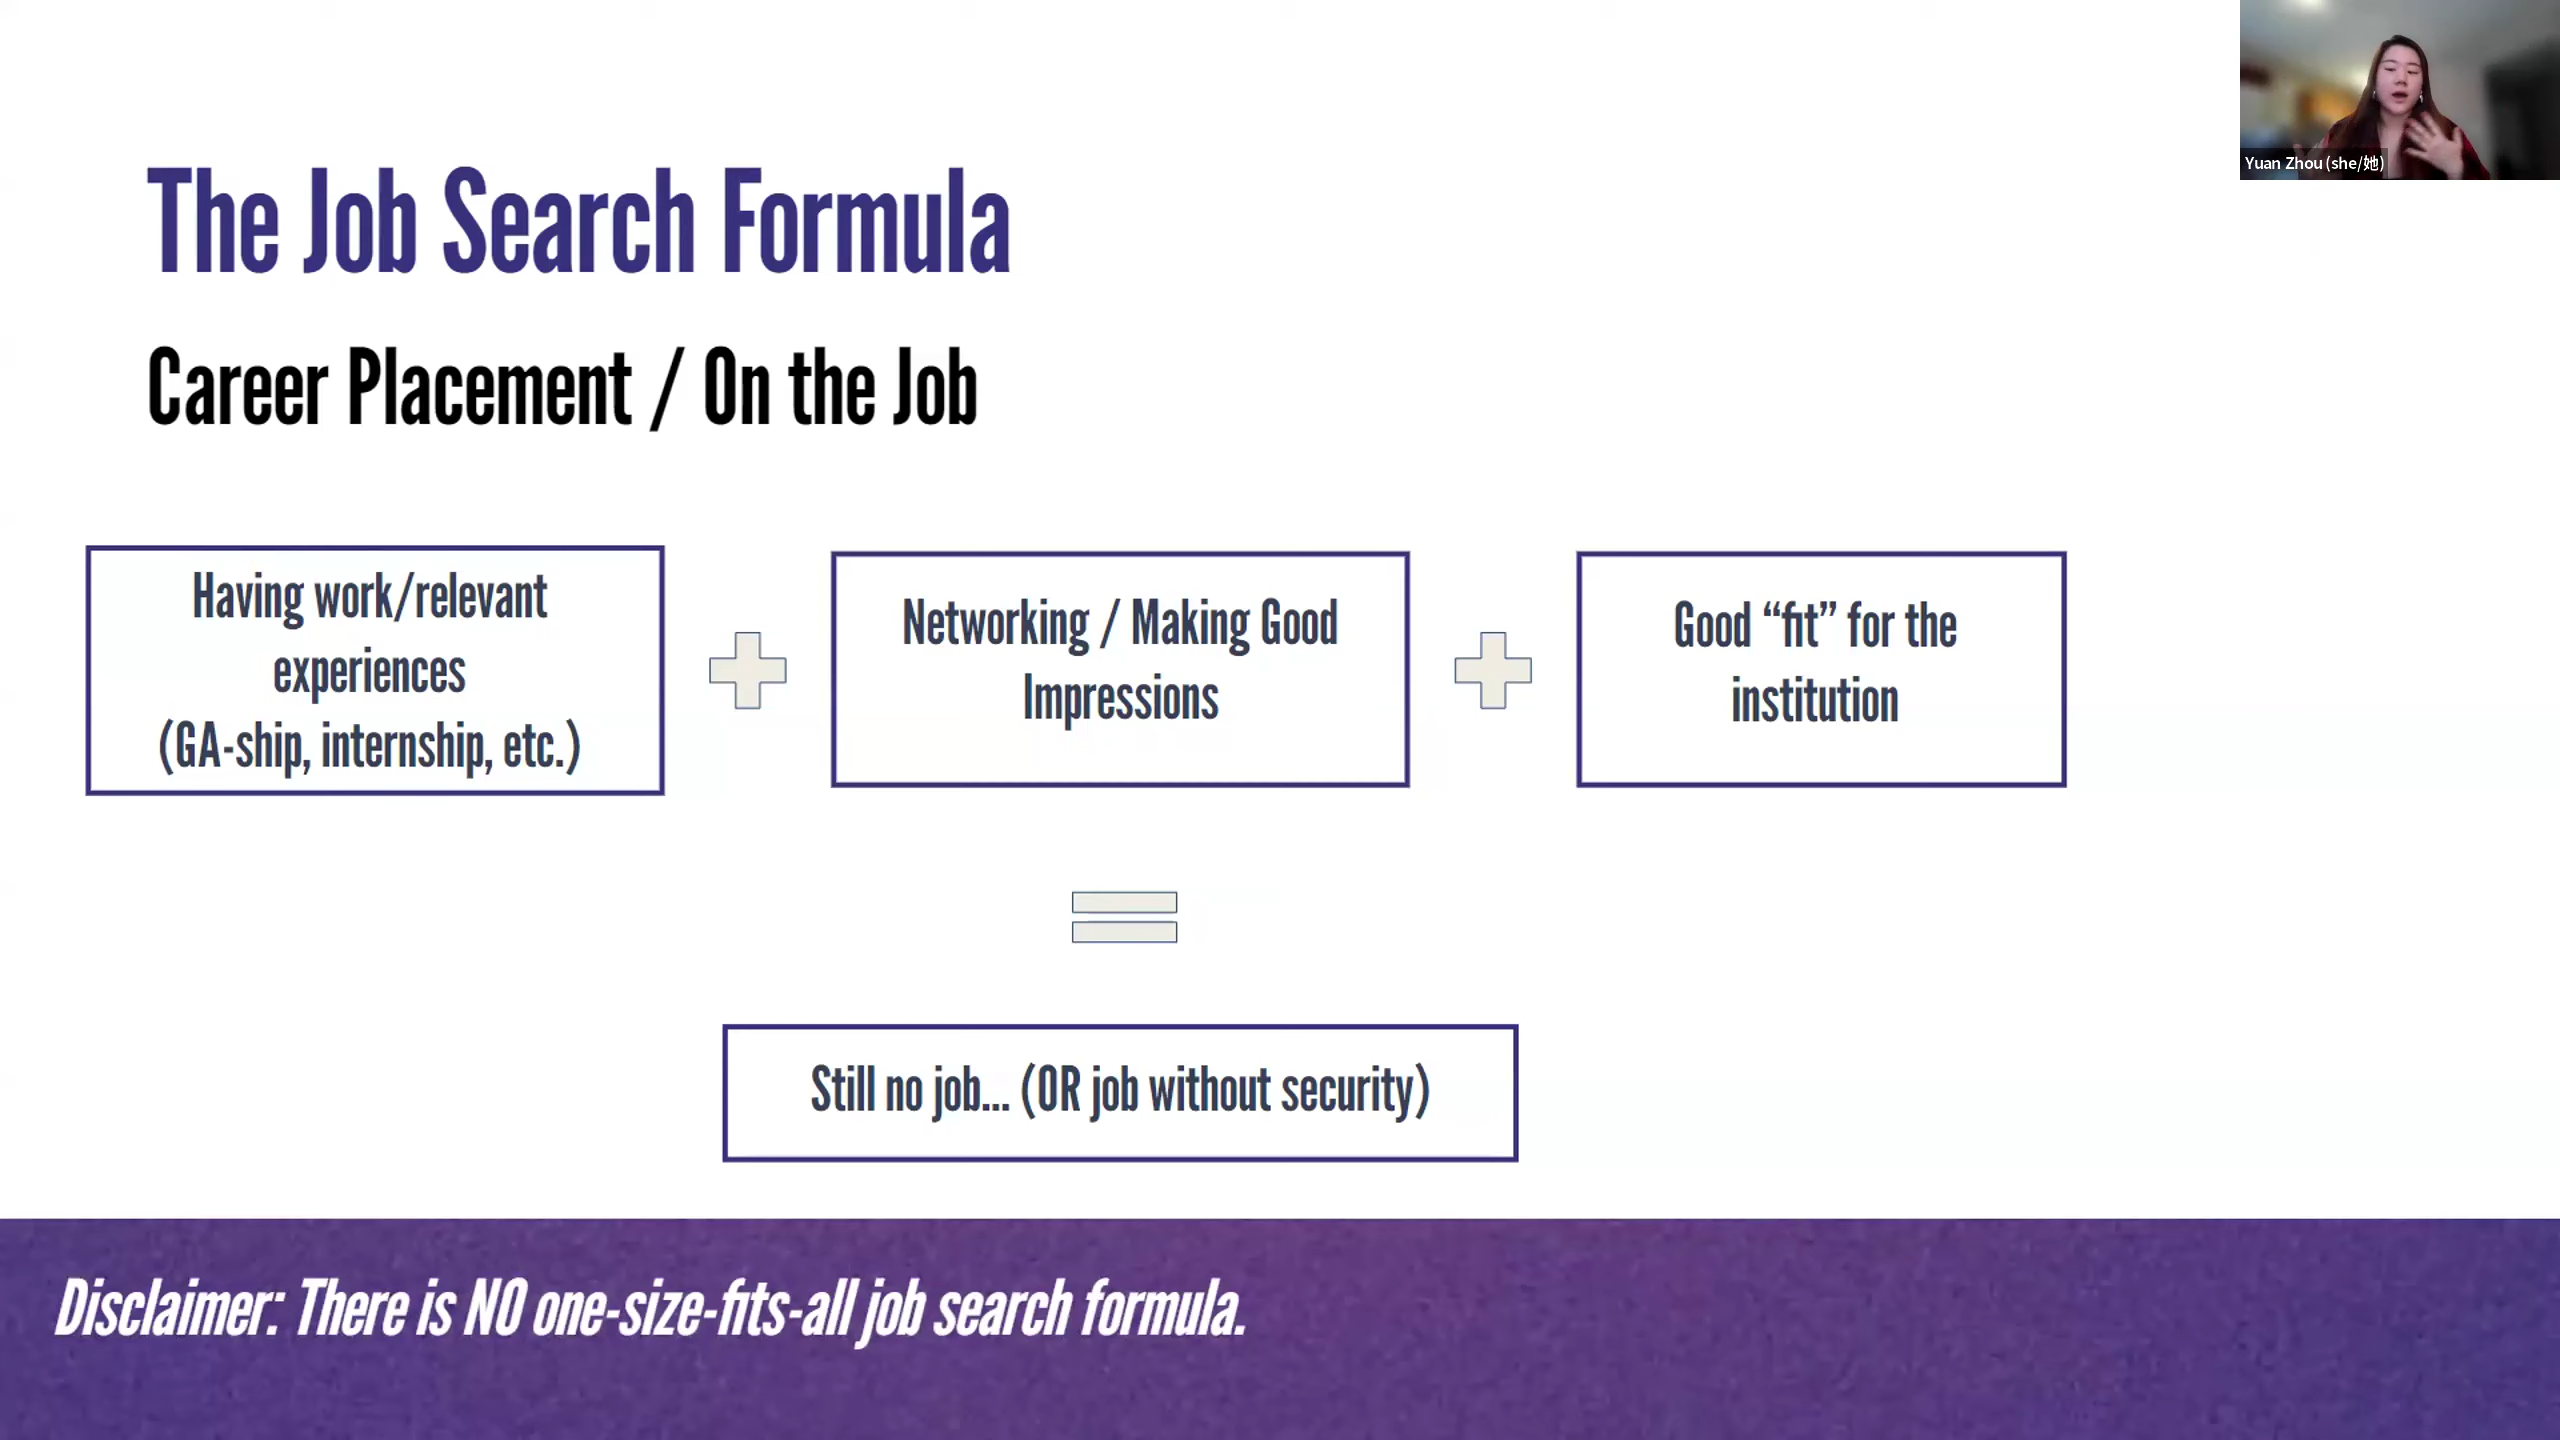 Yuan Zhou (she/她)
The Job Search Formula
Career Placement / On the Job
Having work/relevant
experiences
(GA-ship, internship, etc.)
Networking / Making Good
Impressions
Good “fit” for the
institution
Still no job... (OR job without security)
Disclaimer: There is NO one-size-fits-all job search formula.